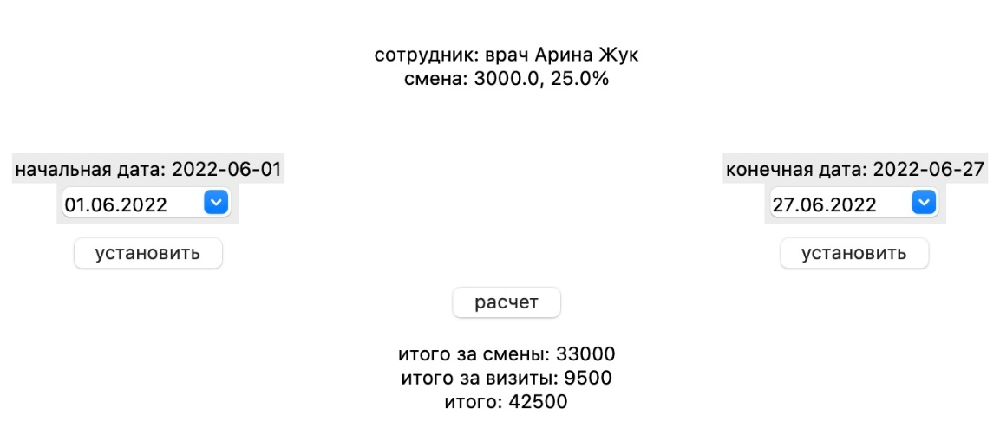 сотрудник: врач Арина Жук
смена: 3000.0, 25.0%
начальная дата: 2022-06-01
конечная дата: 2022-06-27
01.06.2022
27.06.2022
установить
установить
расчет
итого за смены: 33000
итого за визиты: 9500
итого: 42500